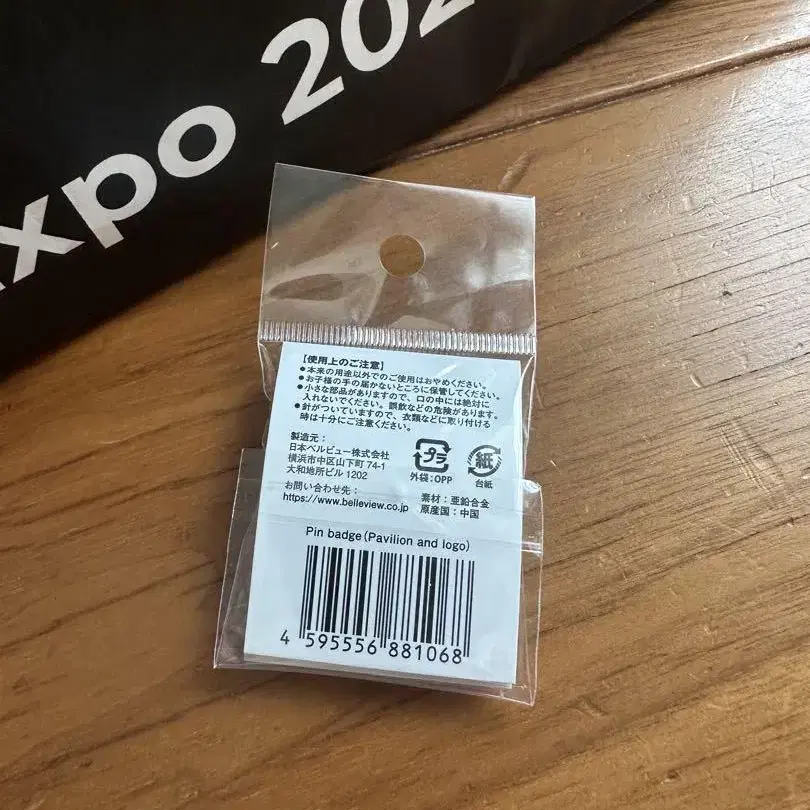 xpo 202
【使用上のご注意】
●本来の用途以外でのご使用はおやめください。
●お子様の手の届かないところに保管してください。
●小さな部品がありますので、口の中には絶対に
入れないでください。誤飲などの危険があります。
●針がついていますので、衣類などに取り付ける
時は十分にご注意ください。
製造元：
日本ベルビュー株式会社
横浜市中区山下町 74-1
大和地所ビル 1202
プラ
外袋：OPP
紙
台紙
お問い合わせ先：
https://www.belleview.co.jp
素材：亜鉛合金
原産国：中国
Pin badge（Pavilion and logo）
4 595556 881068